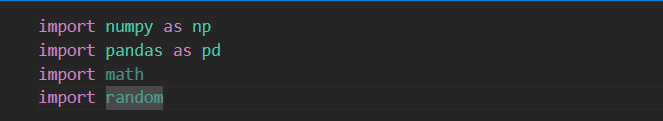 import numpy as np
import pandas as pd
import math
import random